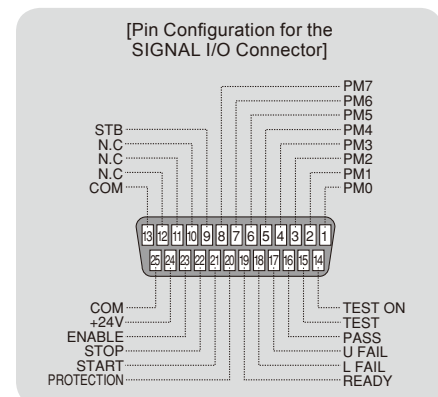 [Pin Configuration for the
SIGNAL I/O Connector]
PM7
PM6
PM5
STB
PM4
N.C
PM3
N.C
PM2
N.C
PM1
COM
PM0
13 12 11 10 9 8 7 6 5 4 3 2 1
25 24 23 22 21 20 19 18 17 16 15 14
COM
TEST ON
+24V
TEST
ENABLE
PASS
STOP
U FAIL
START
L FAIL
PROTECTION
READY